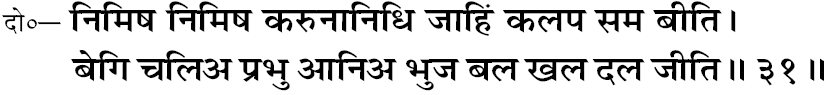 दो०— निमिष निमिष करुनानिधि जाहिं कलप सम बीति।
बेगि चलिअ प्रभु आनिअ भुज बल खल दल जीति॥ ३१॥